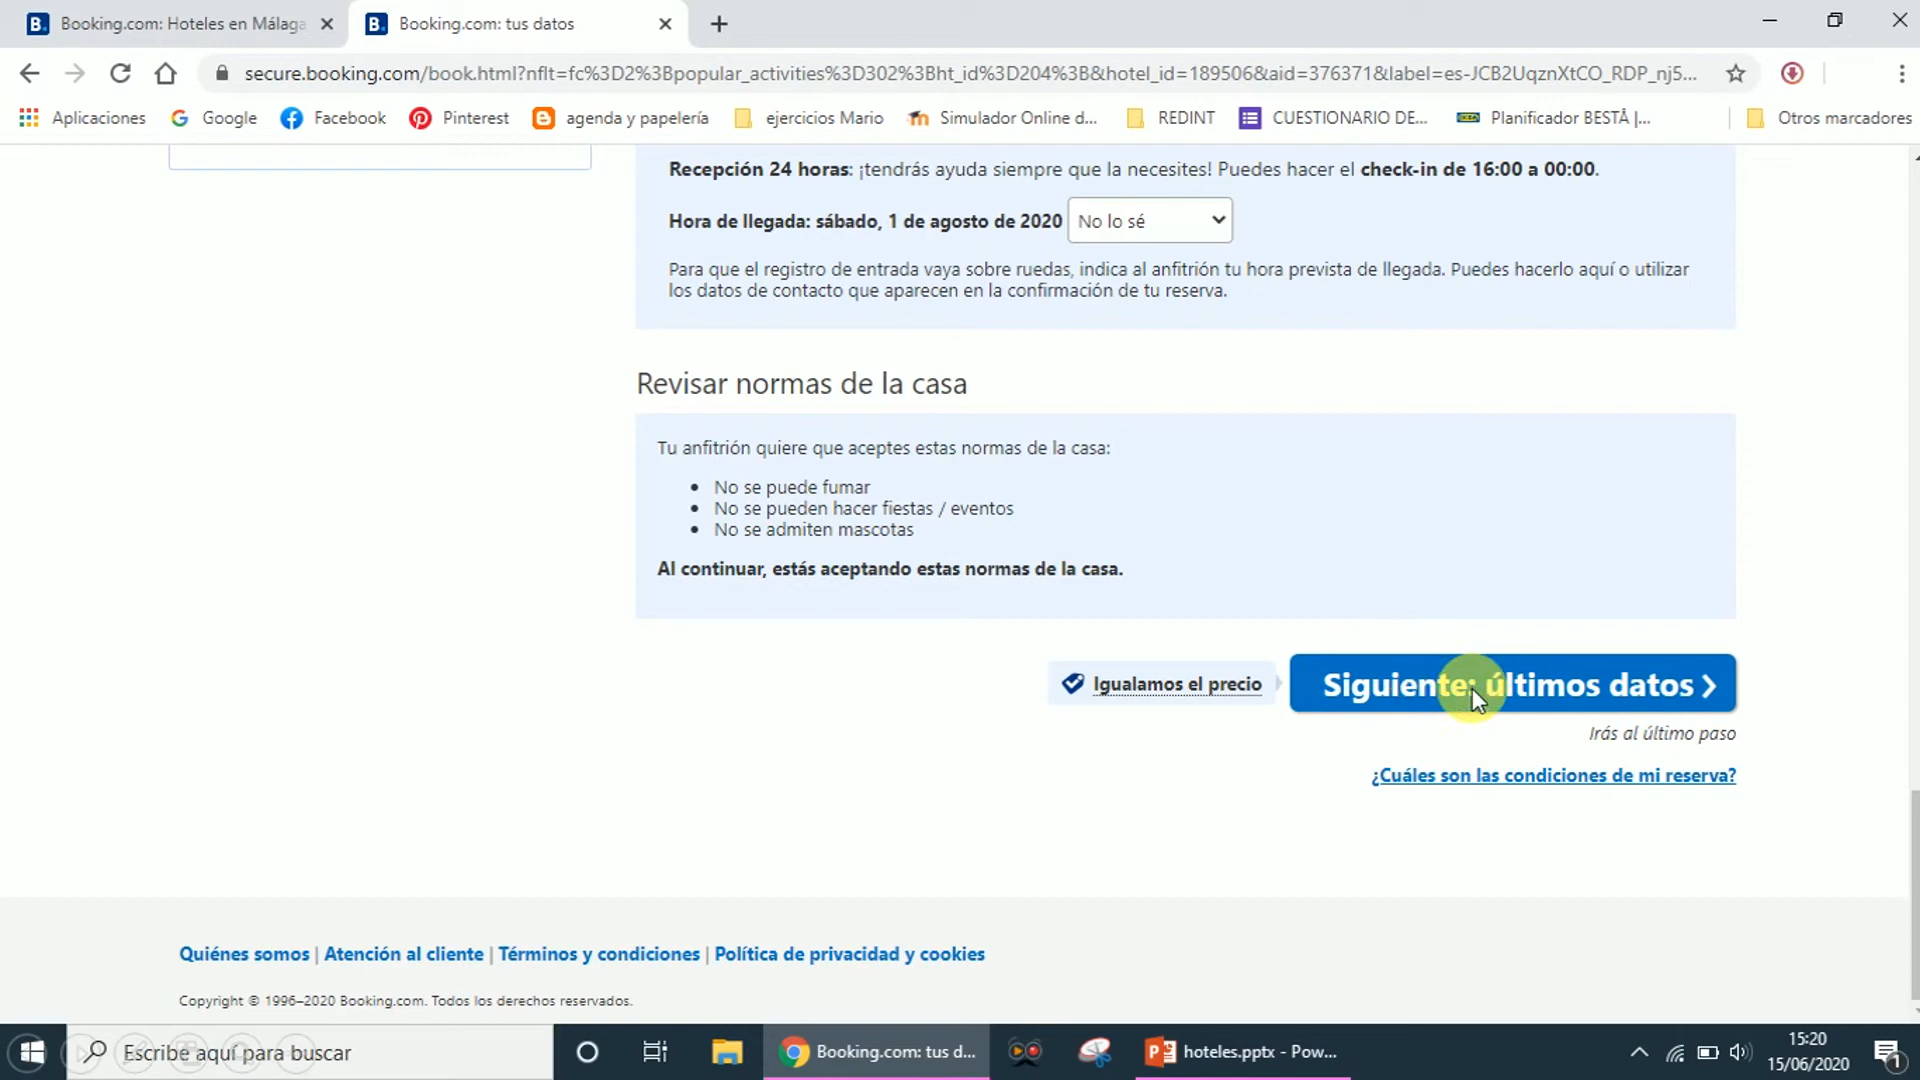 Booking.com: Hoteles en Málaga
Booking.com: tus datos
secure.booking.com/book.html?nflt=fc%3D2%3Bpopular_activities%3D302%3Bht_id%3D204%3B&hotel_id=189506&aid=376371&label=es-JCB2UqznXtCO_RDP_nj5...
Aplicaciones Google Facebook Pinterest agenda y papelería ejercicios Mario Simulador Online d... REDINT CUESTIONARIO DE... Planificador BESTÅ |... Otros marcadores
Recepción 24 horas: ¡tendrás ayuda siempre que la necesites! Puedes hacer el check-in de 16:00 a 00:00.
Hora de llegada: sábado, 1 de agosto de 2020 No lo sé
Para que el registro de entrada vaya sobre ruedas, indica al anfitrión tu hora prevista de llegada. Puedes hacerlo aquí o utilizar
los datos de contacto que aparecen en la confirmación de tu reserva.
Revisar normas de la casa
Tu anfitrión quiere que aceptes estas normas de la casa:
• No se puede fumar
• No se pueden hacer fiestas / eventos
• No se admiten mascotas
Al continuar, estás aceptando estas normas de la casa.
Igualamos el precio
Siguiente: últimos datos
Irás al último paso
¿Cuáles son las condiciones de mi reserva?
Quiénes somos | Atención al cliente | Términos y condiciones | Política de privacidad y cookies
Copyright © 1996–2020 Booking.com. Todos los derechos reservados.
Escribe aquí para buscar
Booking.com: tus d...
hoteles.pptx - Pow...
15:20
15/06/2020
1